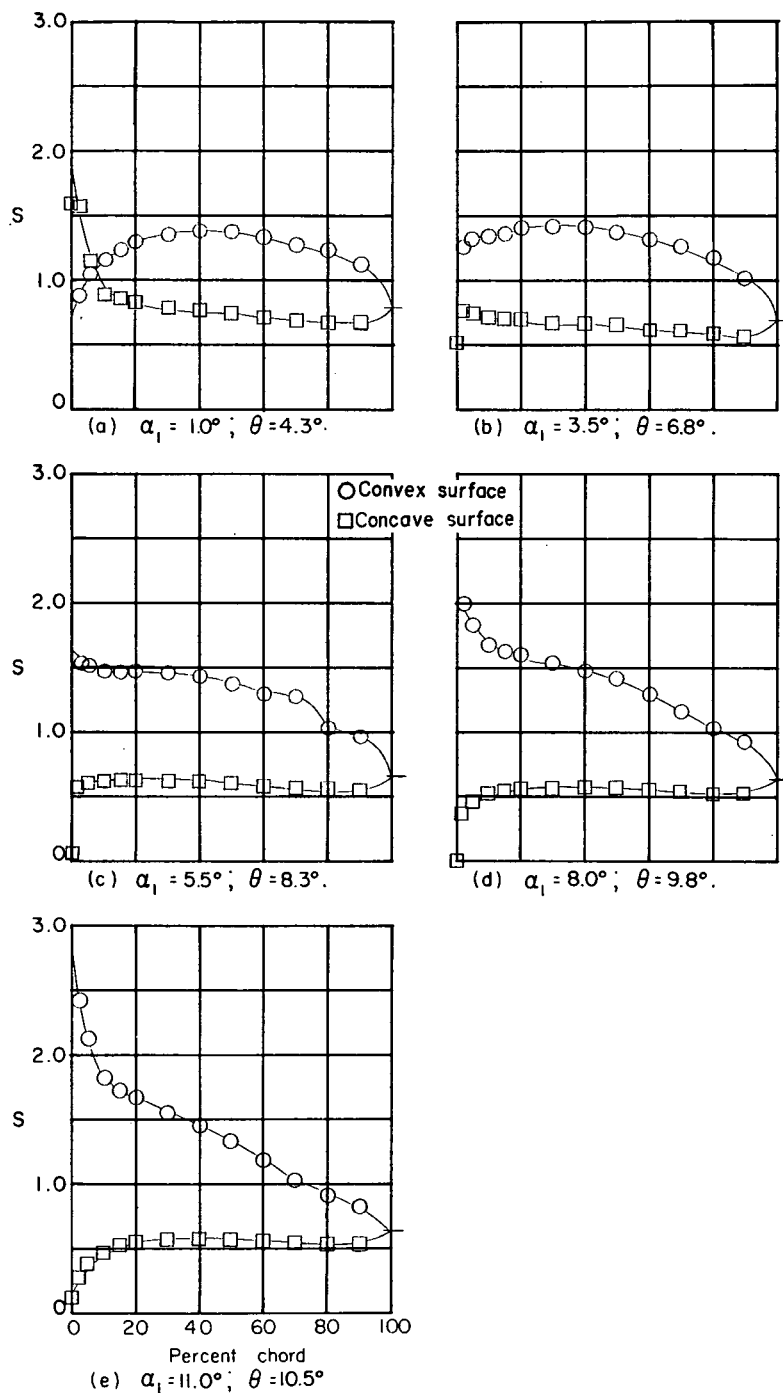 3.0
2.0
S
1.0
0
(a) α₁ = 1.0°; θ = 4.3°.
(b) α₁ = 3.5°; θ = 6.8°.
3.0
○ Convex surface
□ Concave surface
2.0
S
1.0
0
(c) α₁ = 5.5°; θ = 8.3°.
(d) α₁ = 8.0°; θ = 9.8°.
3.0
2.0
S
1.0
0
0 20 40 60 80 100
Percent chord
(e) α₁ = 11.0°; θ = 10.5°